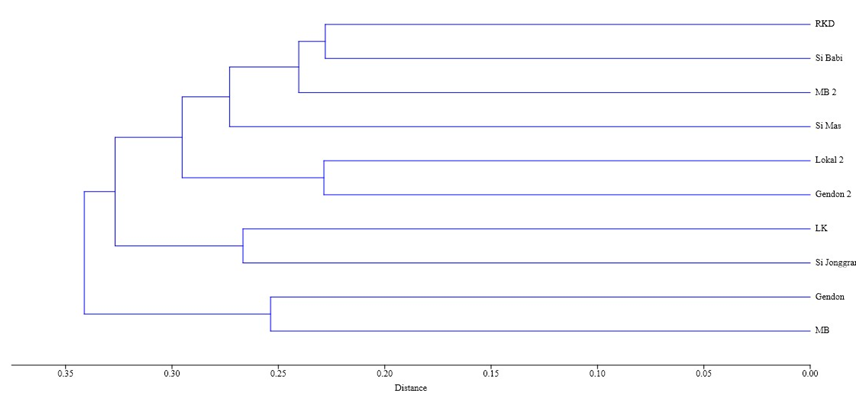 RKD
Si Babi
MB 2
Si Mas
Lokal 2
Gendon 2
LK
Si Jonggra
Gendon
MB
0.35 0.30 0.25 0.20 0.15 0.10 0.05 0.00
Distance